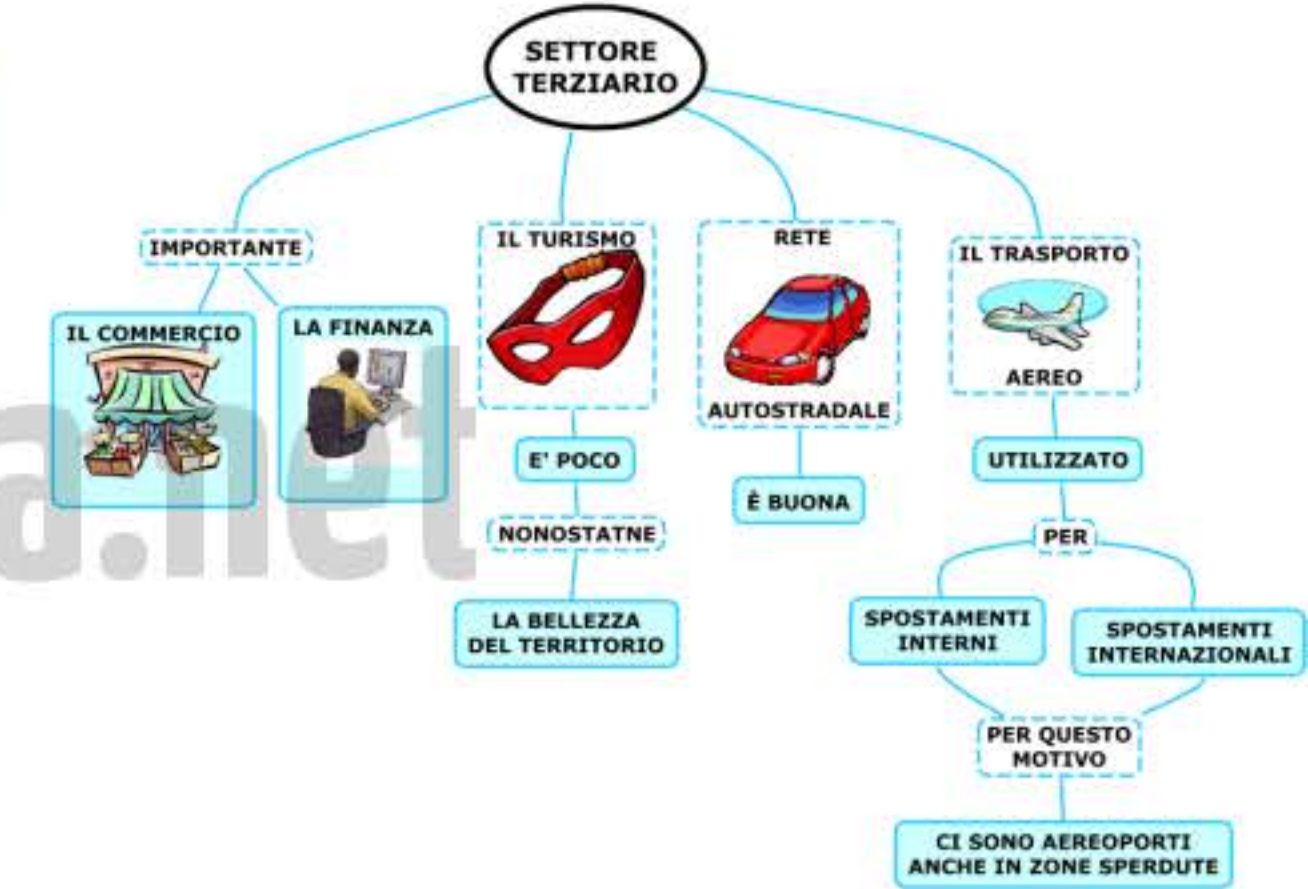 SETTORE
TERZIARIO
IMPORTANTE
IL COMMERCIO
LA FINANZA
IL TURISMO
E' POCO
NONOSTATNE
LA BELLEZZA
DEL TERRITORIO
RETE
AUTOSTRADALE
È BUONA
IL TRASPORTO
AEREO
UTILIZZATO
PER
SPOSTAMENTI
INTERNI
SPOSTAMENTI
INTERNAZIONALI
PER QUESTO
MOTIVO
CI SONO AEREOPORTI
ANCHE IN ZONE SPERDUTE
a.net